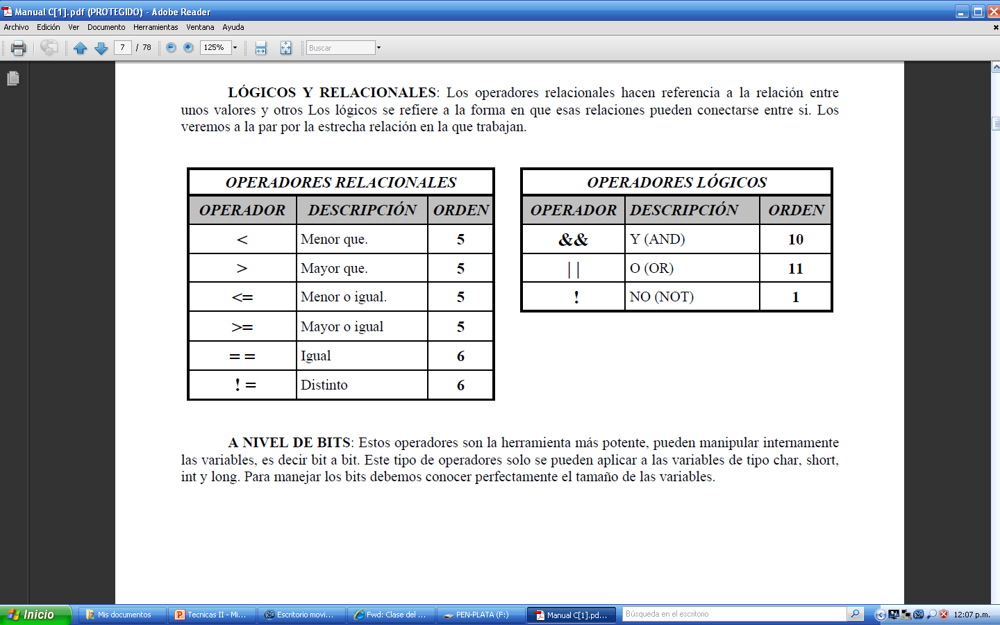 Manual C[1].pdf (PROTEGIDO) - Adobe Reader
Archivo Edición Ver Documento Herramientas Ventana Ayuda
7 / 78 125% Buscar
LÓGICOS Y RELACIONALES: Los operadores relacionales hacen referencia a la relación entre
unos valores y otros Los lógicos se refiere a la forma en que esas relaciones pueden conectarse entre si. Los
veremos a la par por la estrecha relación en la que trabajan.
OPERADORES RELACIONALES
OPERADOR DESCRIPCIÓN ORDEN
< Menor que. 5
> Mayor que. 5
<= Menor o igual. 5
>= Mayor o igual 5
= = Igual 6
! = Distinto 6
OPERADORES LÓGICOS
OPERADOR DESCRIPCIÓN ORDEN
&& Y (AND) 10
| | O (OR) 11
! NO (NOT) 1
A NIVEL DE BITS: Estos operadores son la herramienta más potente, pueden manipular internamente
las variables, es decir bit a bit. Este tipo de operadores solo se pueden aplicar a las variables de tipo char, short,
int y long. Para manejar los bits debemos conocer perfectamente el tamaño de las variables.
Inicio Mis documentos Tecnicas II - Mi... Escritorio movi... Fwd: Clase del ... PEN-PLATA (F:) Manual C[1].pd... Búsqueda en el escritorio 12:07 p.m.